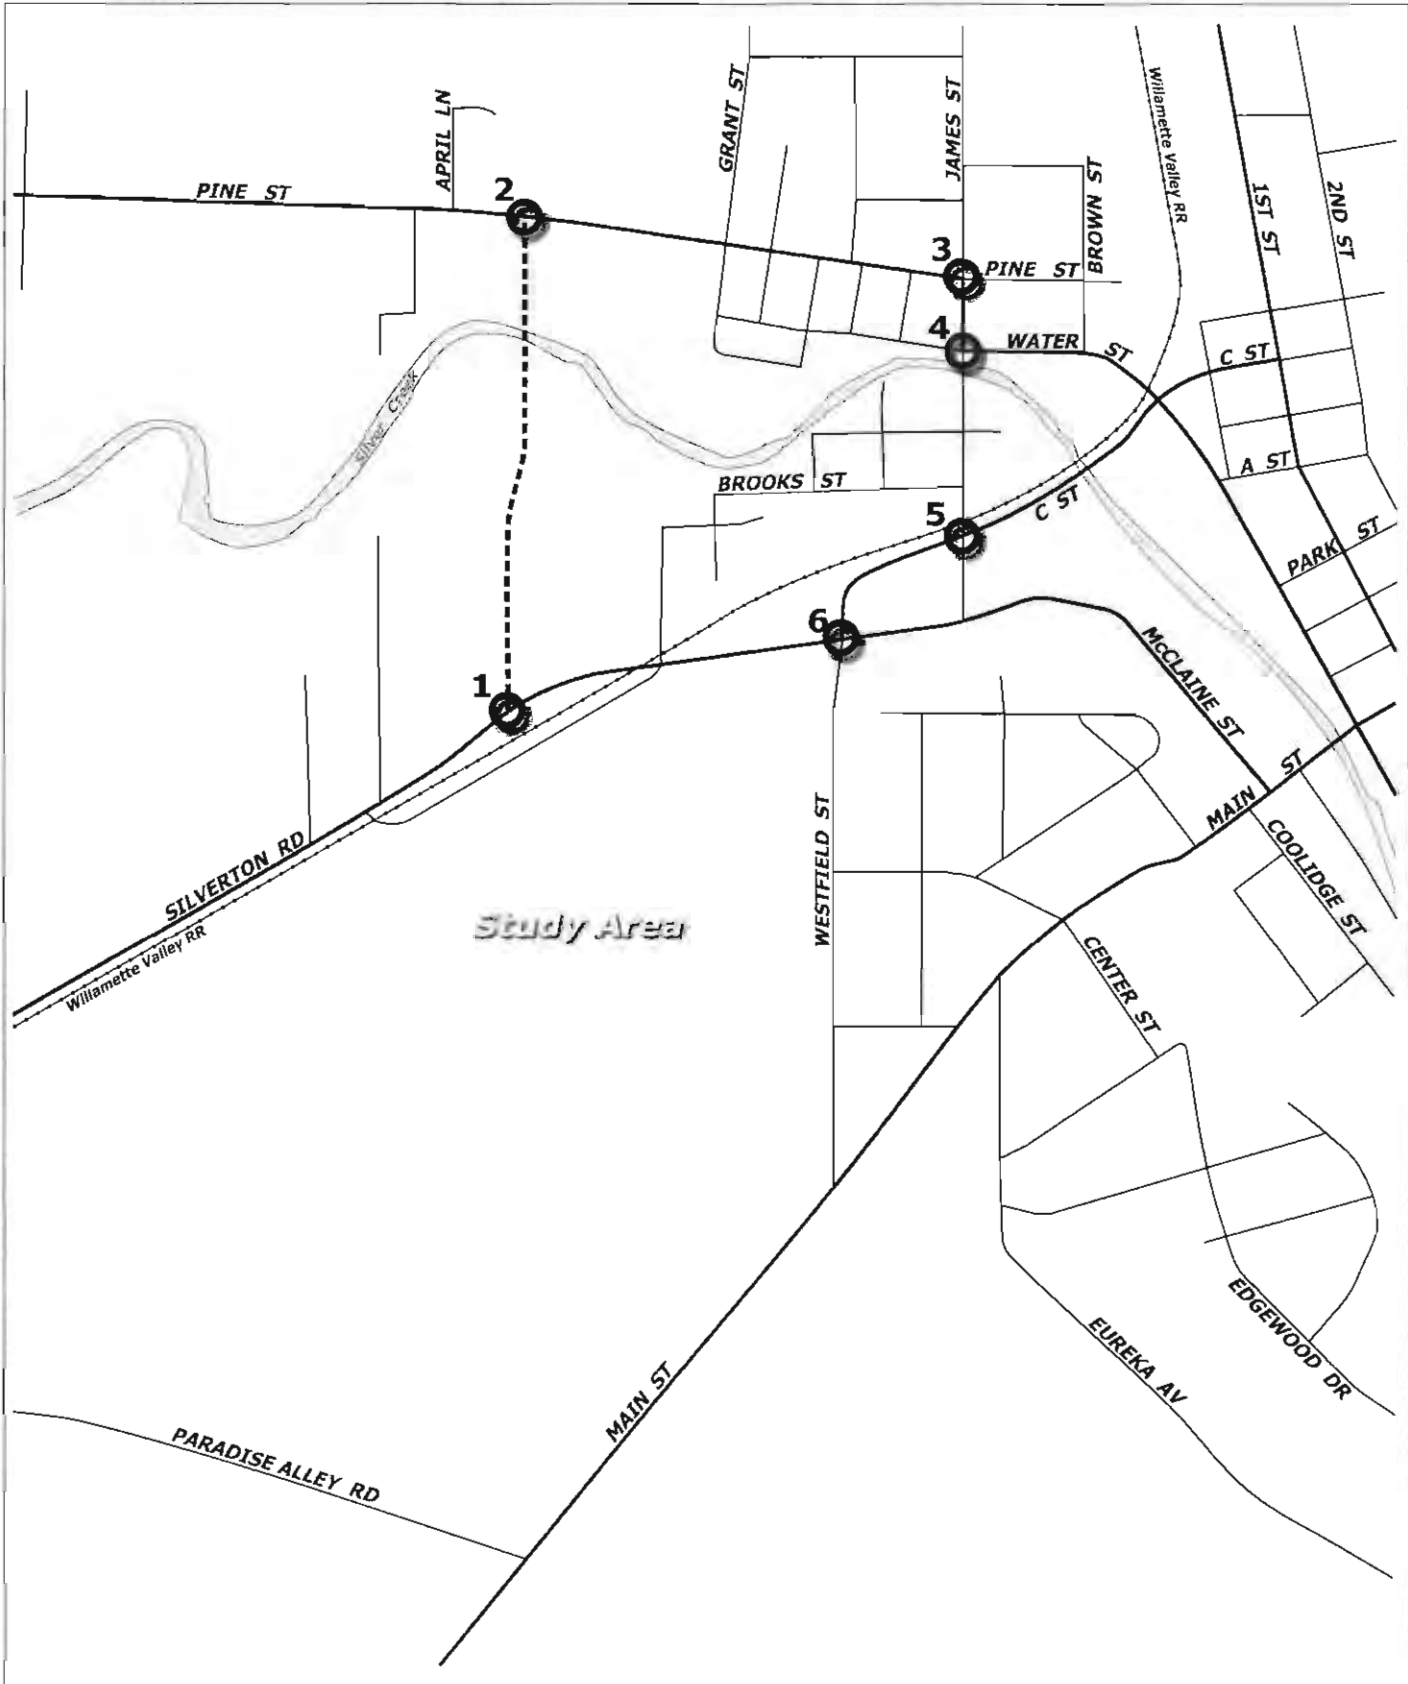 APRIL LN
GRANT ST
JAMES ST
Willamette Valley RR
BROWN ST
PINE ST
2
1ST ST
2ND ST
3
PINE ST
4
WATER ST
C ST
Silver Creek
A ST
BROOKS ST
C ST
5
PARK ST
6
McCLAINE ST
1
MAIN ST
WESTFIELD ST
COOLIDGE ST
SILVERTON RD
Study Area
Willamette Valley RR
CENTER ST
EDGEWOOD DR
EUREKA AV
MAIN ST
PARADISE ALLEY RD